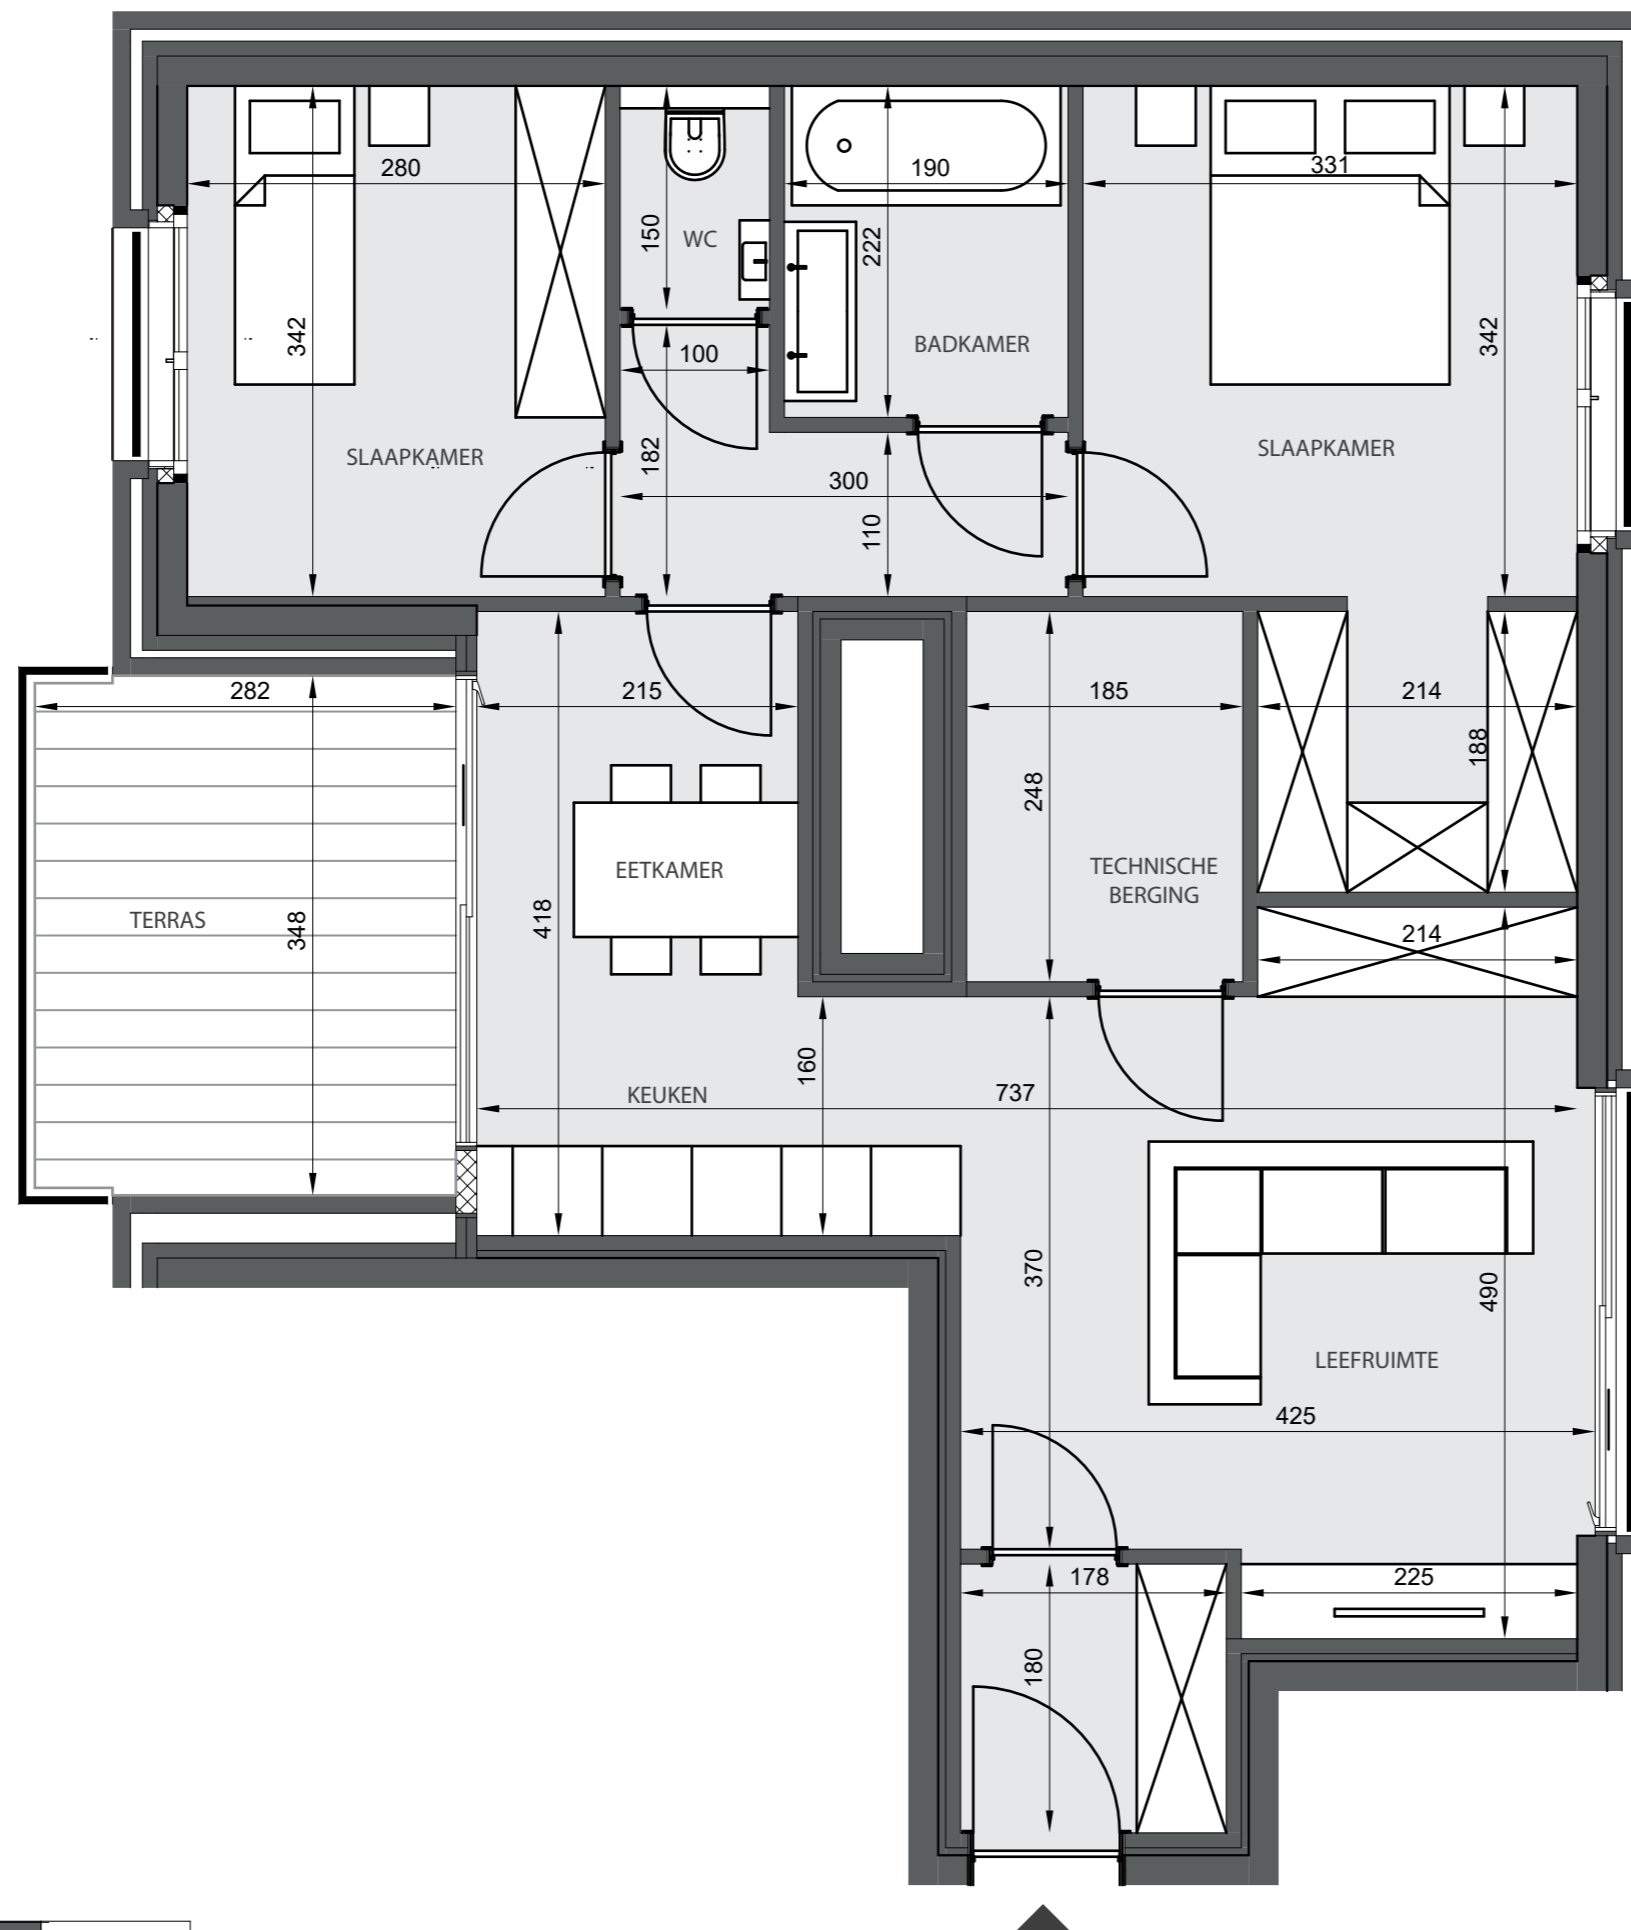 280
190
331
150
WC
222
342
342
BADKAMER
100
SLAAPKAMER
182
SLAAPKAMER
300
110
282
215
185
214
188
248
EETKAMER
TECHNISCHE
BERGING
TERRAS
348
418
214
160
KEUKEN
737
370
490
LEEFRUIMTE
425
178
225
180